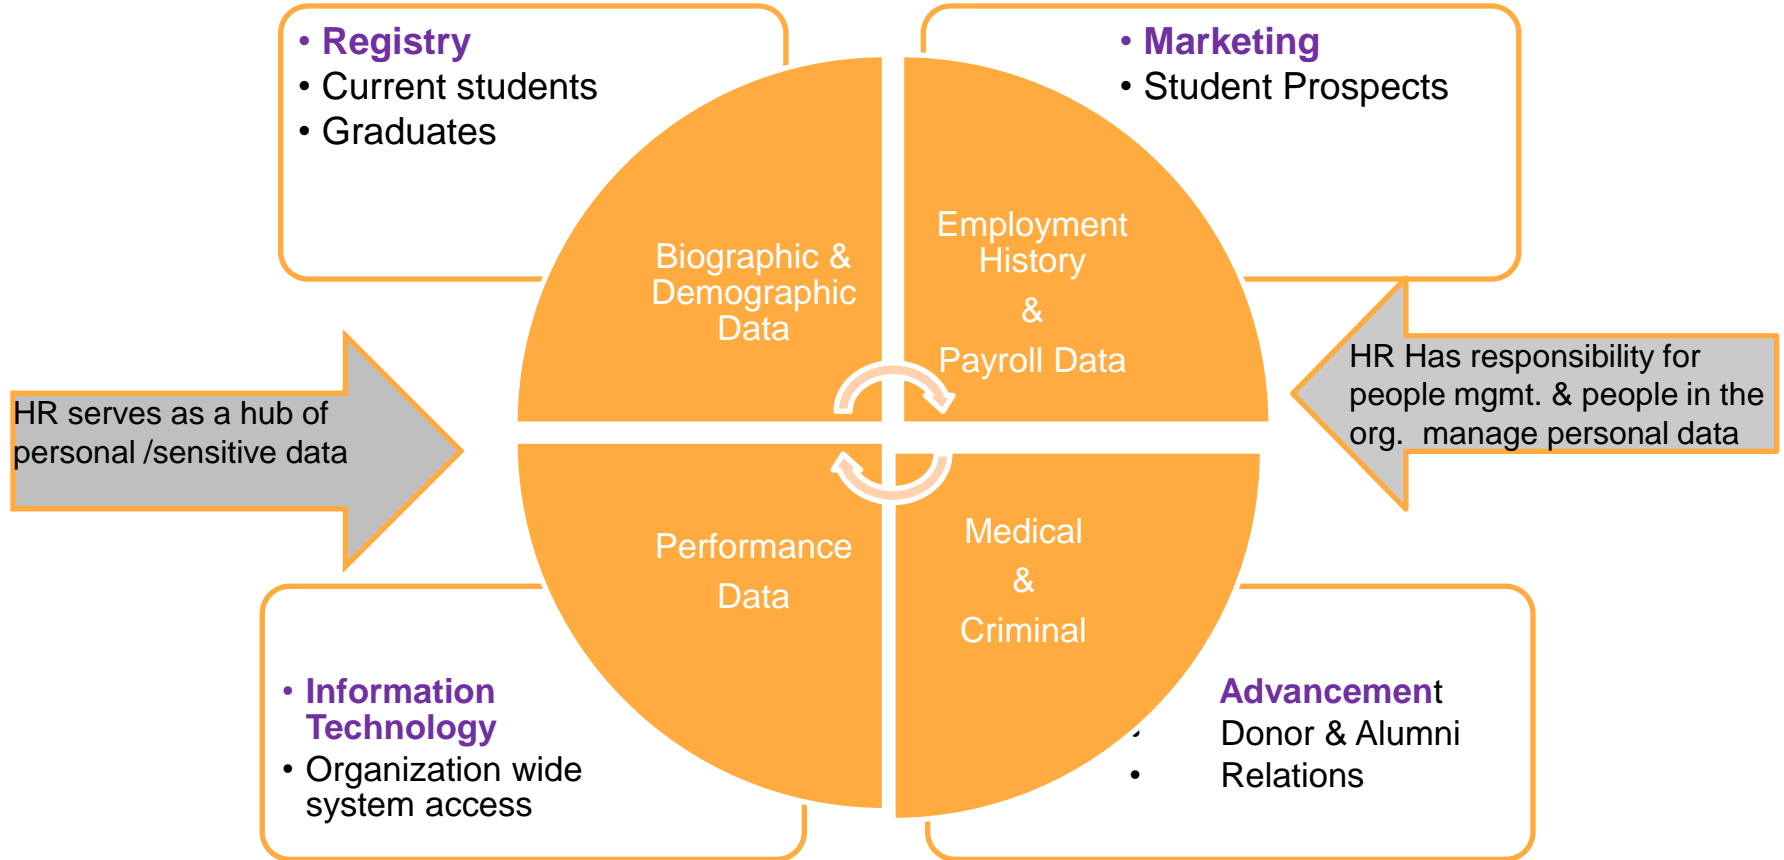 • Registry
• Current students
• Graduates
• Marketing
• Student Prospects
Biographic &
Demographic
Data
Employment
History
&
Payroll Data
HR serves as a hub of
personal /sensitive data
HR Has responsibility for
people mgmt. & people in the
org.  manage personal data
Performance
Data
Medical
&
Criminal
• Information
Technology
• Organization wide
system access
Advancement
• Donor & Alumni
• Relations